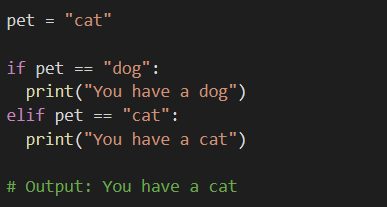 pet = "cat"

if pet == "dog":
  print("You have a dog")
elif pet == "cat":
  print("You have a cat")

# Output: You have a cat